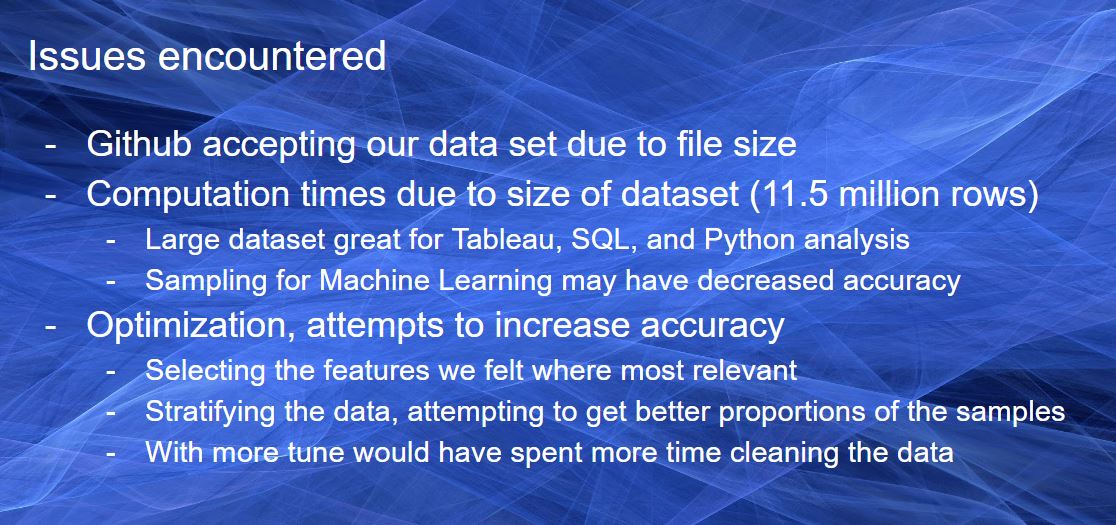 Issues encountered
- Github accepting our data set due to file size
- Computation times due to size of dataset (11.5 million rows)
- Large dataset great for Tableau, SQL, and Python analysis
- Sampling for Machine Learning may have decreased accuracy
- Optimization, attempts to increase accuracy
- Selecting the features we felt where most relevant
- Stratifying the data, attempting to get better proportions of the samples
- With more tune would have spent more time cleaning the data